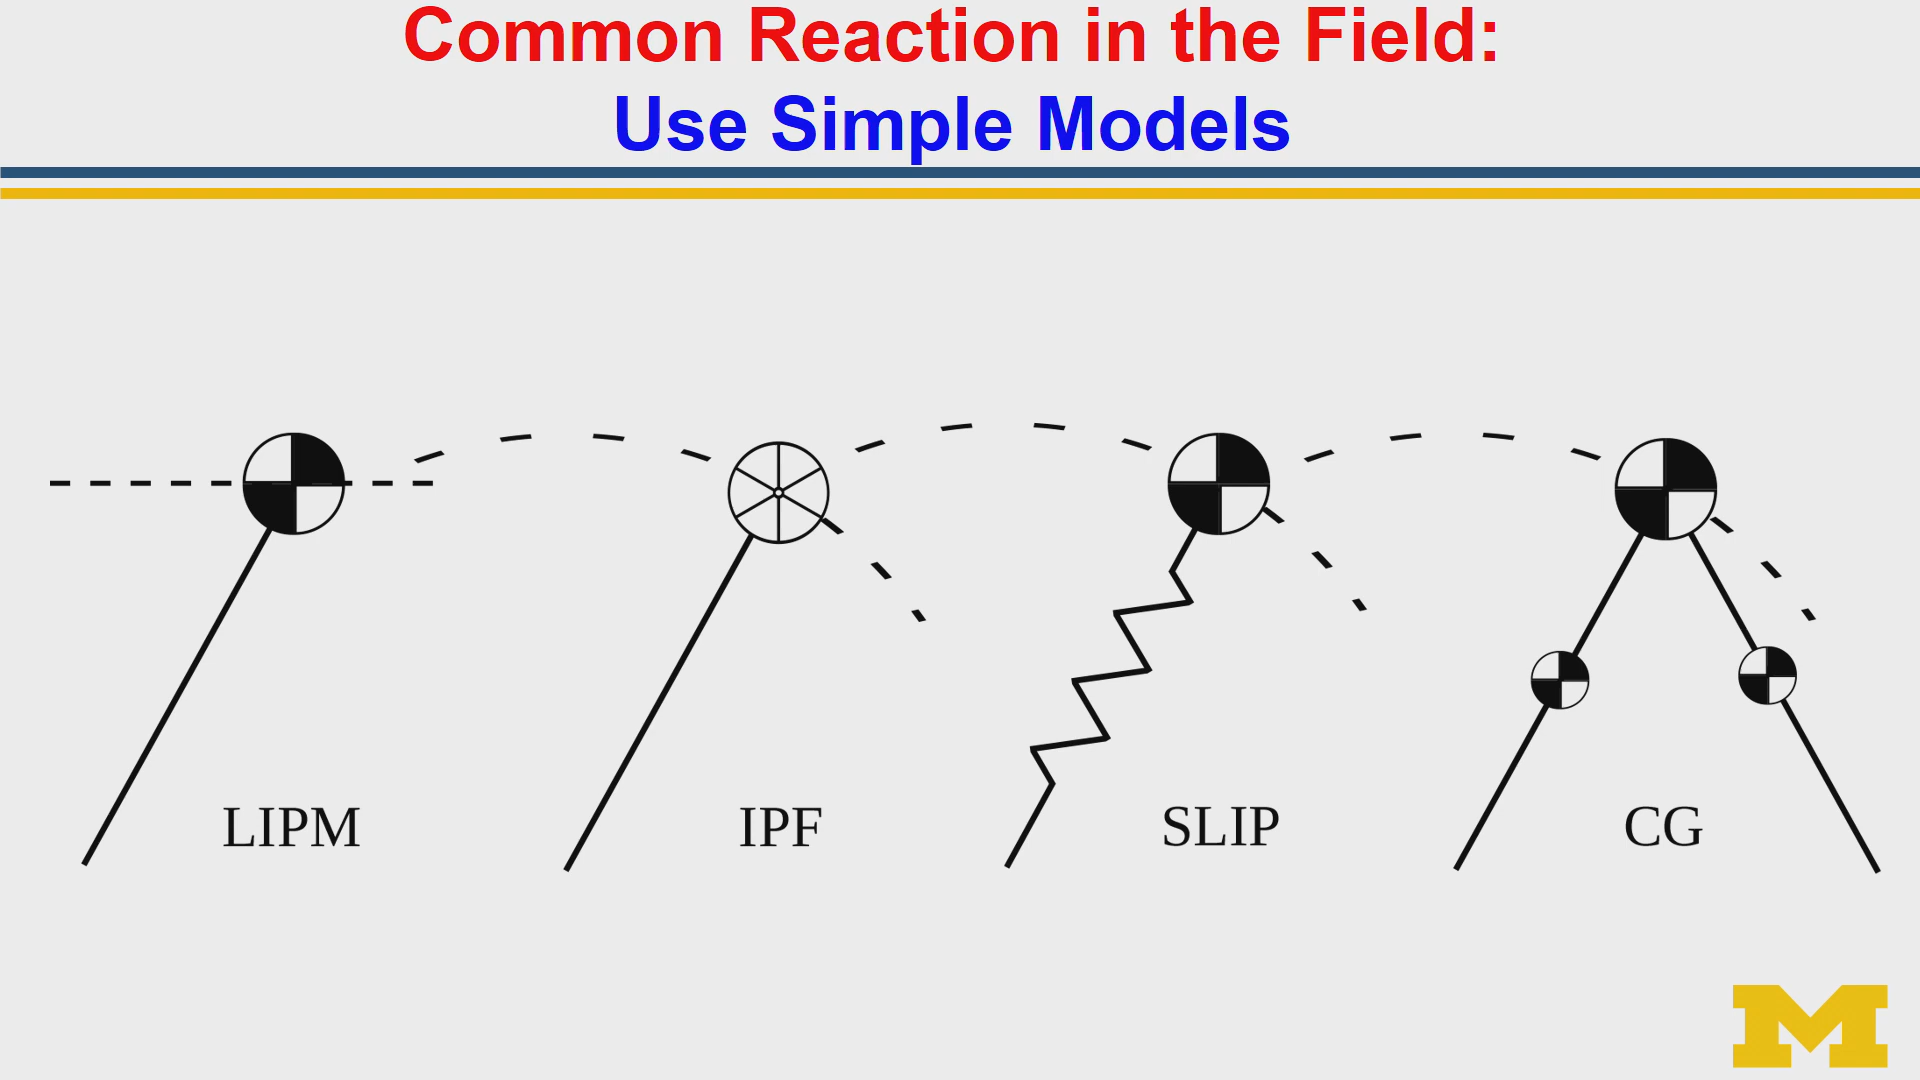 Common Reaction in the Field:
Use Simple Models
LIPM
IPF
SLIP
CG
M